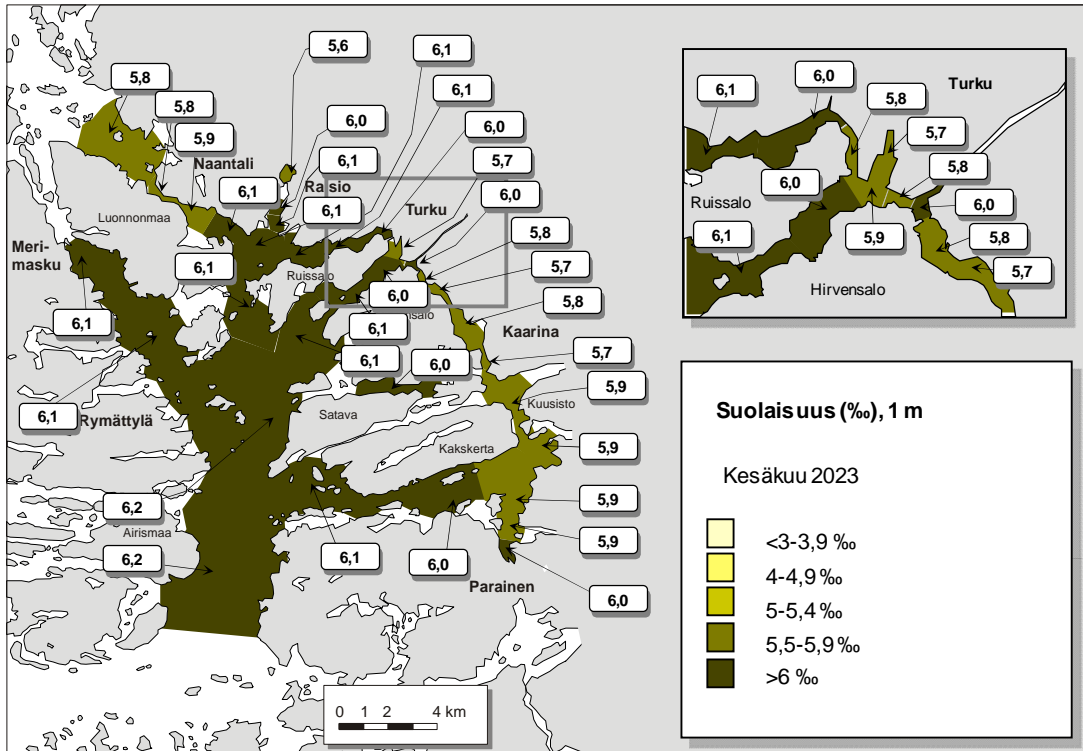 5,6
6,1
5,8
6,1
5,8
6,0
6,0
5,9
Naantali
5,7
6,1
Raisio
6,0
6,1
6,1
Turku
Luonnonmaa
5,8
Meri-
masku
5,7
6,1
Ruissalo
6,0
5,8
Kaarina
6,1
6,1
6,1
5,7
6,0
5,9
6,1
Rymättylä
Satava
Kuusisto
Kakskerta
5,9
6,2
5,9
Airismaa
5,9
6,2
6,1
6,0
Parainen
6,0
0 1 2 4 km
6,0
Turku
6,1
5,8
5,7
6,0
5,8
Ruissalo
6,0
6,1
5,9
5,8
5,7
Hirvensalo
Suolaisuus (‰), 1 m
Kesäkuu 2023
<3-3,9 ‰
4-4,9 ‰
5-5,4 ‰
5,5-5,9 ‰
>6 ‰